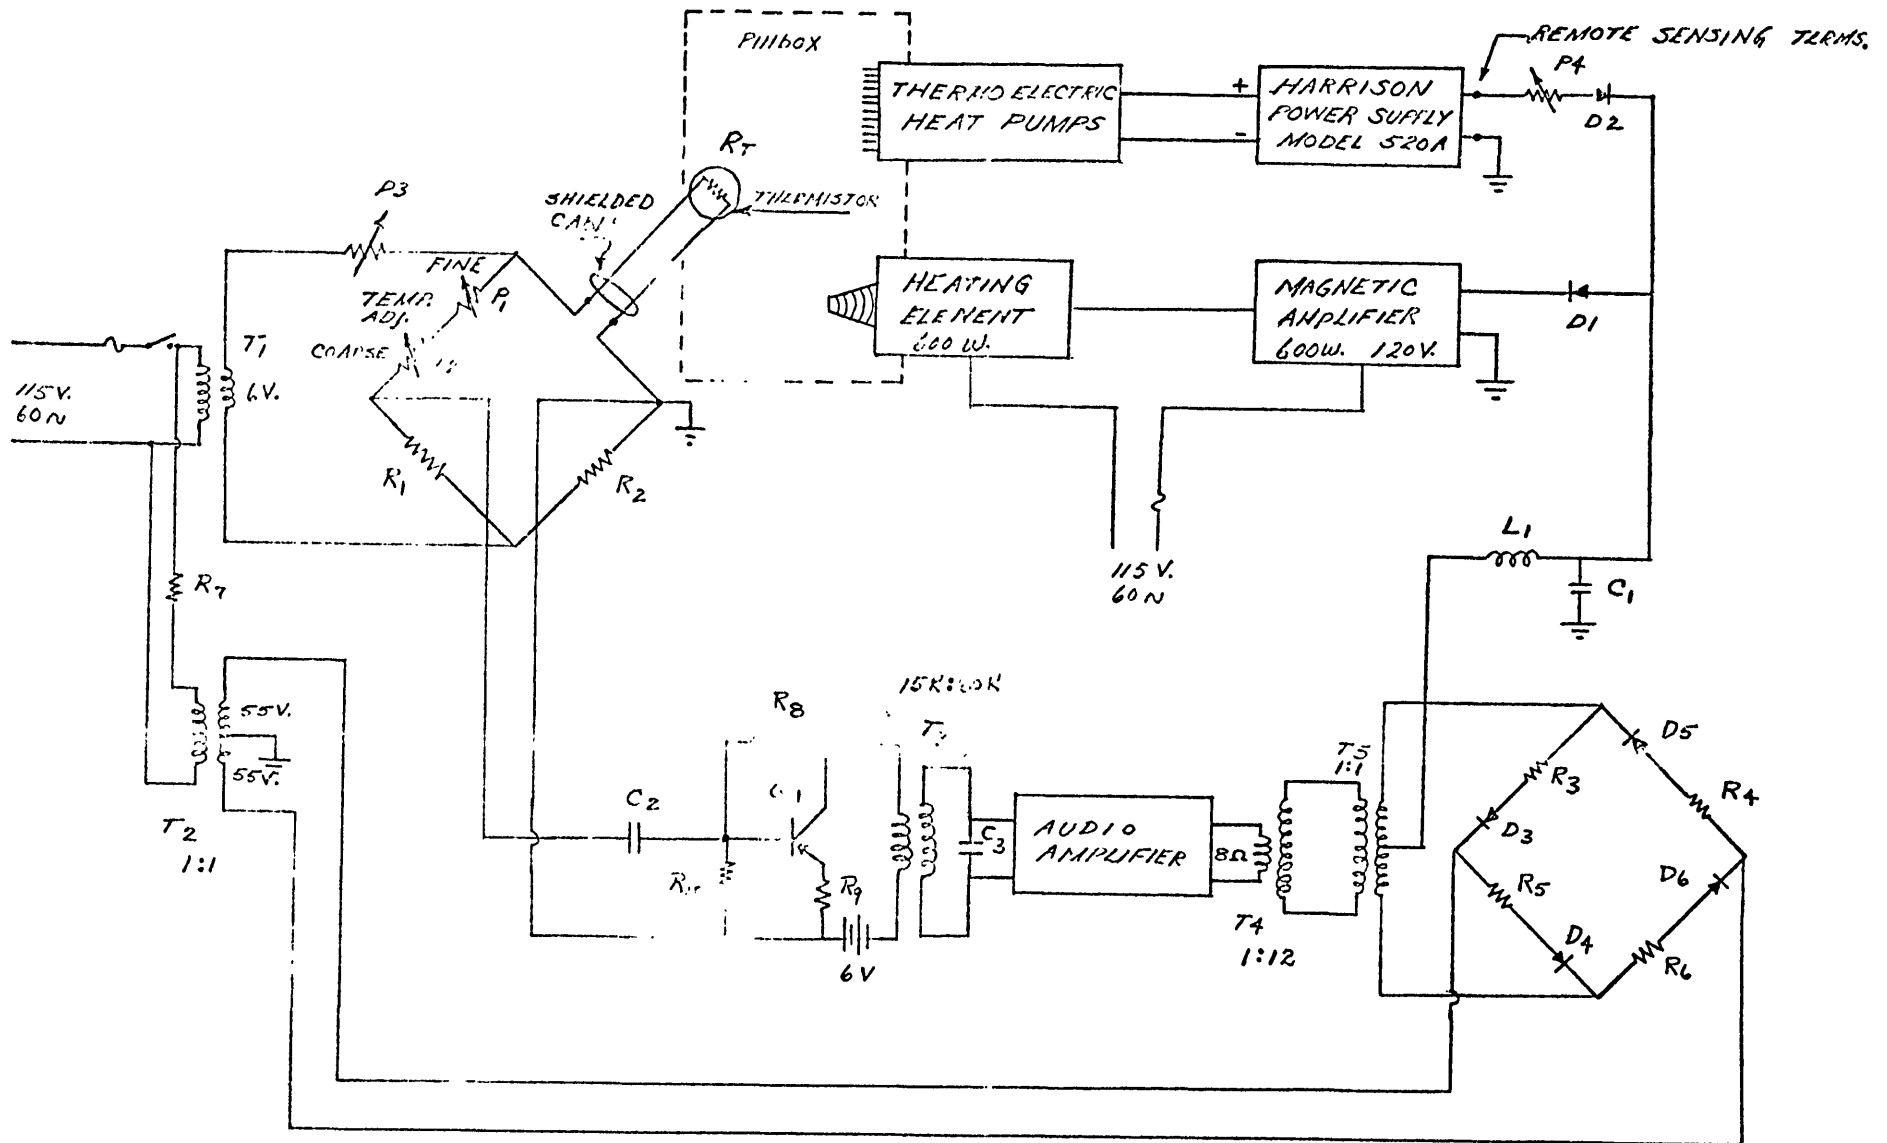 Pillbox
REMOTE SENSING TERMS.
P4
THERMO ELECTRIC
HEAT PUMPS
+
-
HARRISON
POWER SUPPLY
MODEL 520A
D2
RT
P3
SHIELDED
THERMISTOR
FINE
P1
TEMP.
ADJ.
COARSE
HEATING
ELEMENT
600 W.
MAGNETIC
AMPLIFIER
600W. 120V.
D1
T1
6V.
115V.
60~
R1
R2
115 V.
60~
L1
C1
R7
55V.
55V.
T2
1:1
R8
C2
R9
6V
C3
AUDIO
AMPLIFIER
8Ω
T4
1:12
T5
1:1
D5
R3
R4
D3
R5
D6
D4
R6